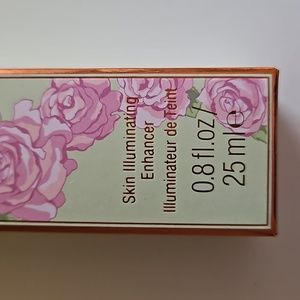 Skin Illuminating
Enhancer
Illuminateur de Teint
0.8 fl.oz./
25 ml ℮